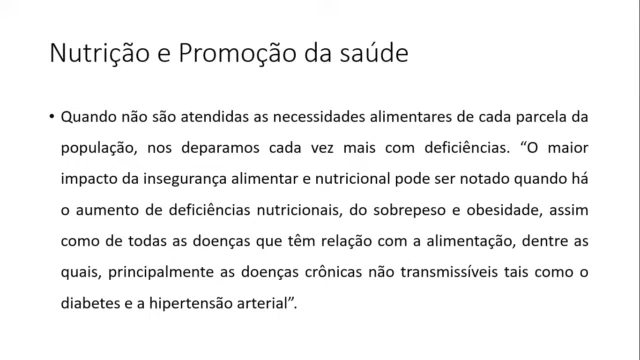 Nutrição e Promoção da saúde
• Quando não são atendidas as necessidades alimentares de cada parcela da
população, nos deparamos cada vez mais com deficiências. “O maior
impacto da insegurança alimentar e nutricional pode ser notado quando há
o aumento de deficiências nutricionais, do sobrepeso e obesidade, assim
como de todas as doenças que têm relação com a alimentação, dentre as
quais, principalmente as doenças crônicas não transmissíveis tais como o
diabetes e a hipertensão arterial”.